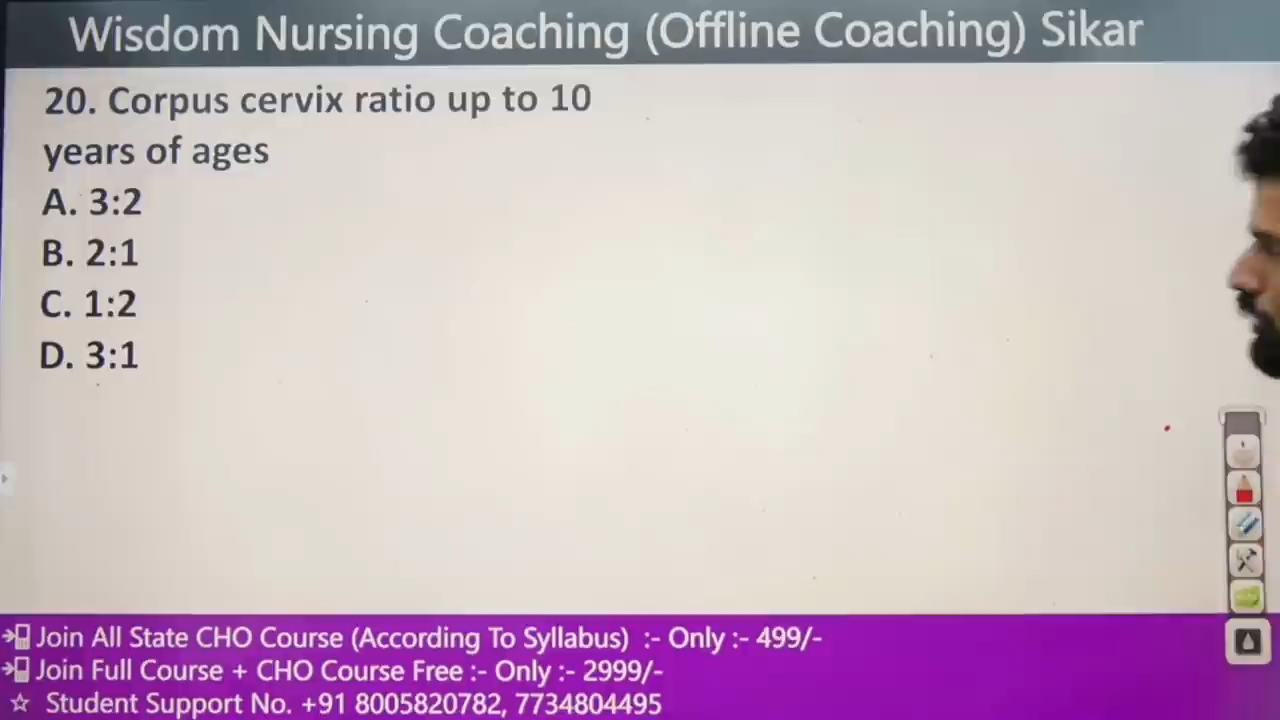 Wisdom Nursing Coaching (Offline Coaching) Sikar
20. Corpus cervix ratio up to 10
years of ages
A. 3:2
B. 2:1
C. 1:2
D. 3:1
Join All State CHO Course (According To Syllabus) :- Only :- 499/-
Join Full Course + CHO Course Free :- Only :- 2999/-
☆ Student Support No. +91 8005820782, 7734804495